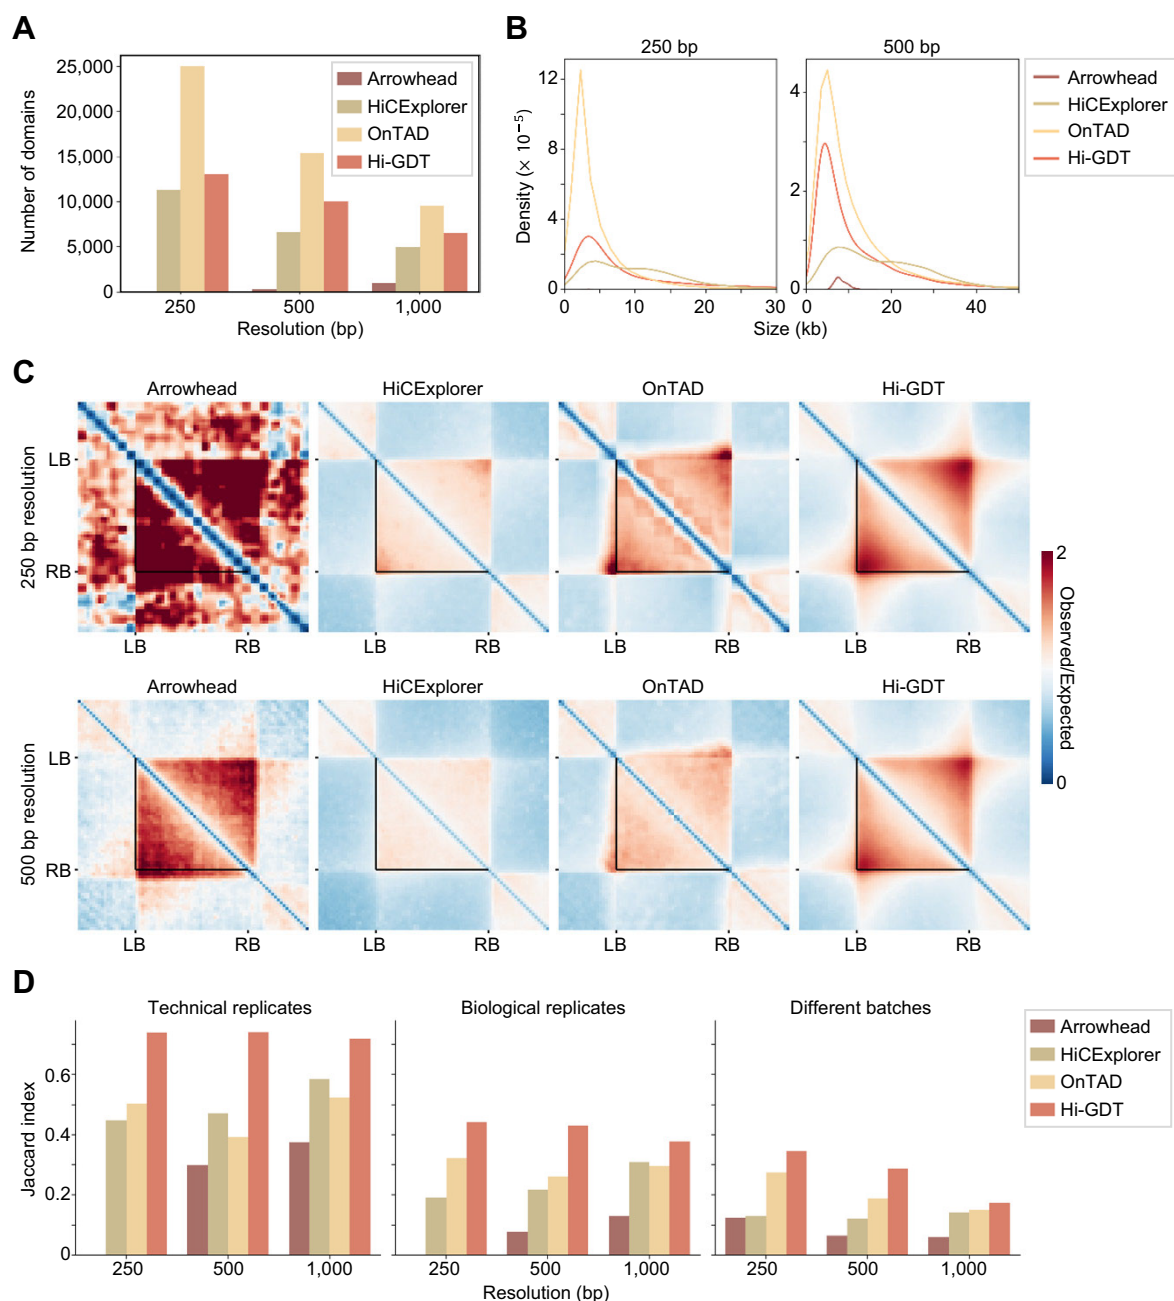 A
Number of domains
25,000
20,000
15,000
10,000
5,000
0
250
500
1,000
Resolution (bp)
Arrowhead
HiCExplorer
OnTAD
Hi-GDT
B
250 bp
500 bp
Density (× 10⁻⁵)
12
8
4
0
0
10
20
30
4
2
0
0
20
40
Size (kb)
Arrowhead
HiCExplorer
OnTAD
Hi-GDT
C
Arrowhead
HiCExplorer
OnTAD
Hi-GDT
250 bp resolution
LB
RB
LB
RB
LB
RB
LB
RB
LB
RB
Arrowhead
HiCExplorer
OnTAD
Hi-GDT
500 bp resolution
LB
RB
LB
RB
LB
RB
LB
RB
LB
RB
2
Observed/Expected
0
D
Technical replicates
Biological replicates
Different batches
Jaccard index
0.6
0.4
0.2
0
250
500
1,000
250
500
1,000
250
500
1,000
Resolution (bp)
Arrowhead
HiCExplorer
OnTAD
Hi-GDT